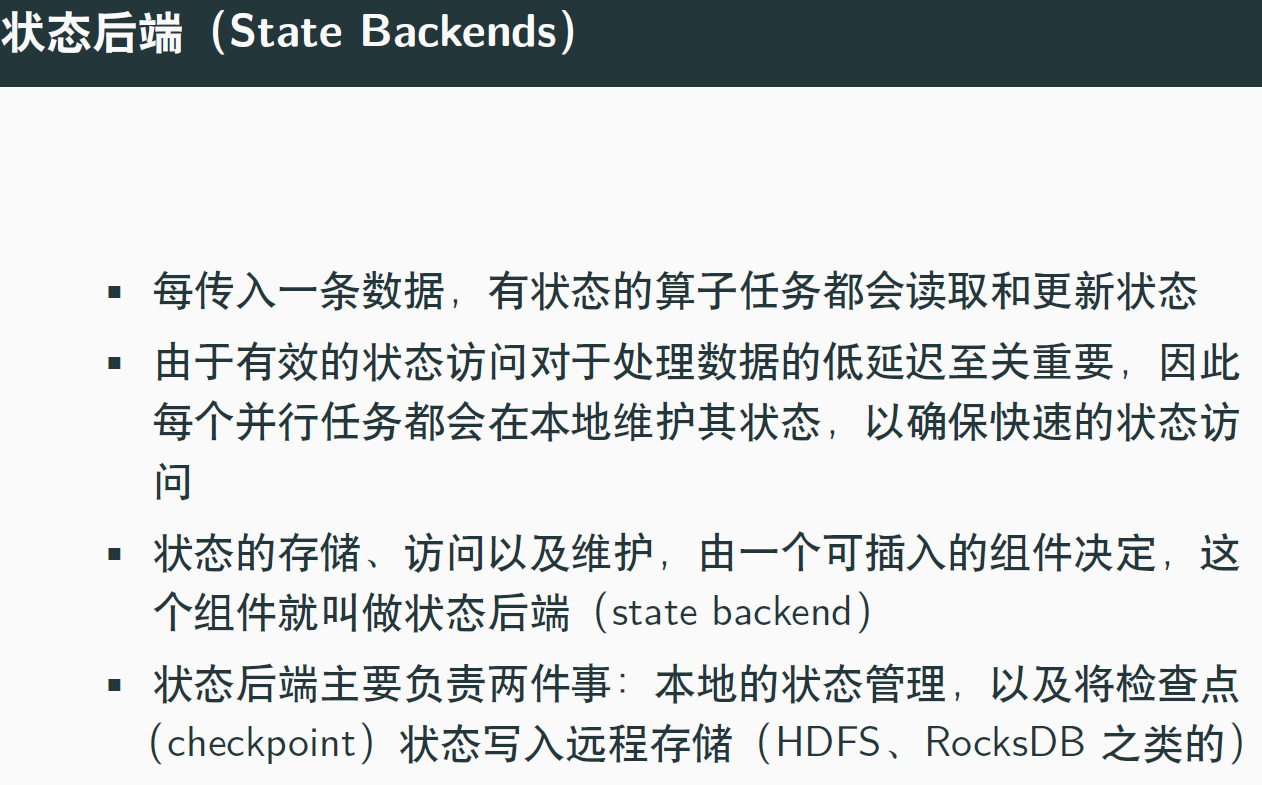 状态后端（State Backends）
▪ 每传入一条数据，有状态的算子任务都会读取和更新状态
▪ 由于有效的状态访问对于处理数据的低延迟至关重要，因此
每个并行任务都会在本地维护其状态，以确保快速的状态访
问
▪ 状态的存储、访问以及维护，由一个可插入的组件决定，这
个组件就叫做状态后端（state backend）
▪ 状态后端主要负责两件事：本地的状态管理，以及将检查点
（checkpoint）状态写入远程存储（HDFS、RocksDB 之类的）